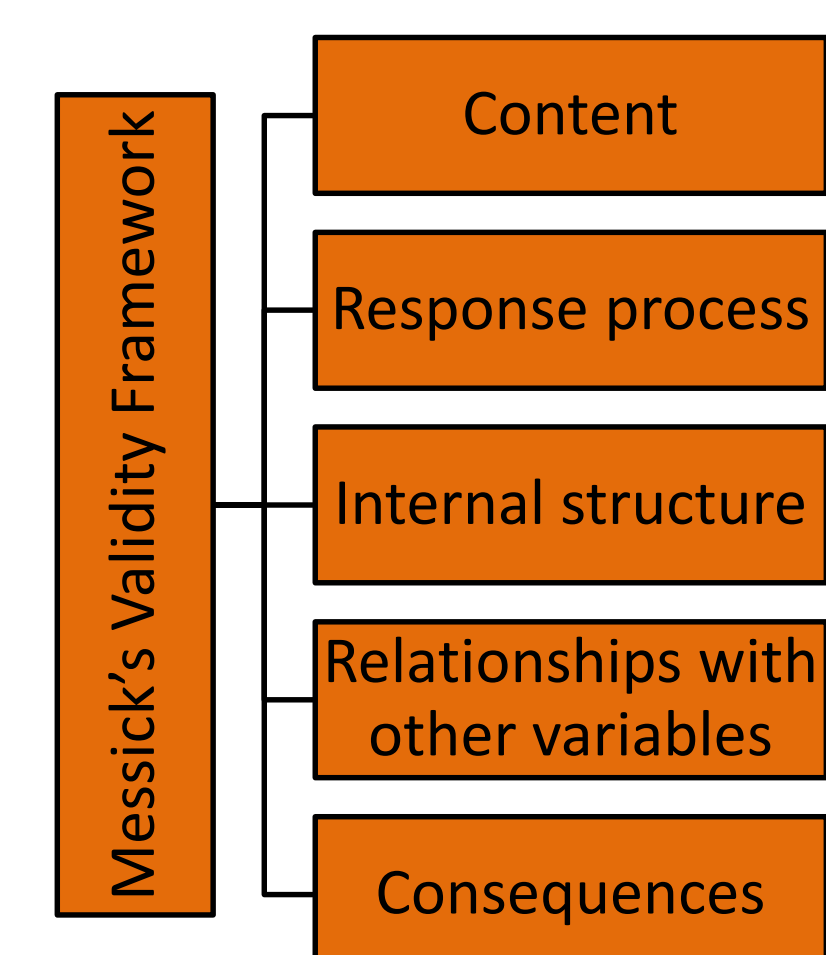 Messick’s Validity Framework
Content
Response process
Internal structure
Relationships with
other variables
Consequences